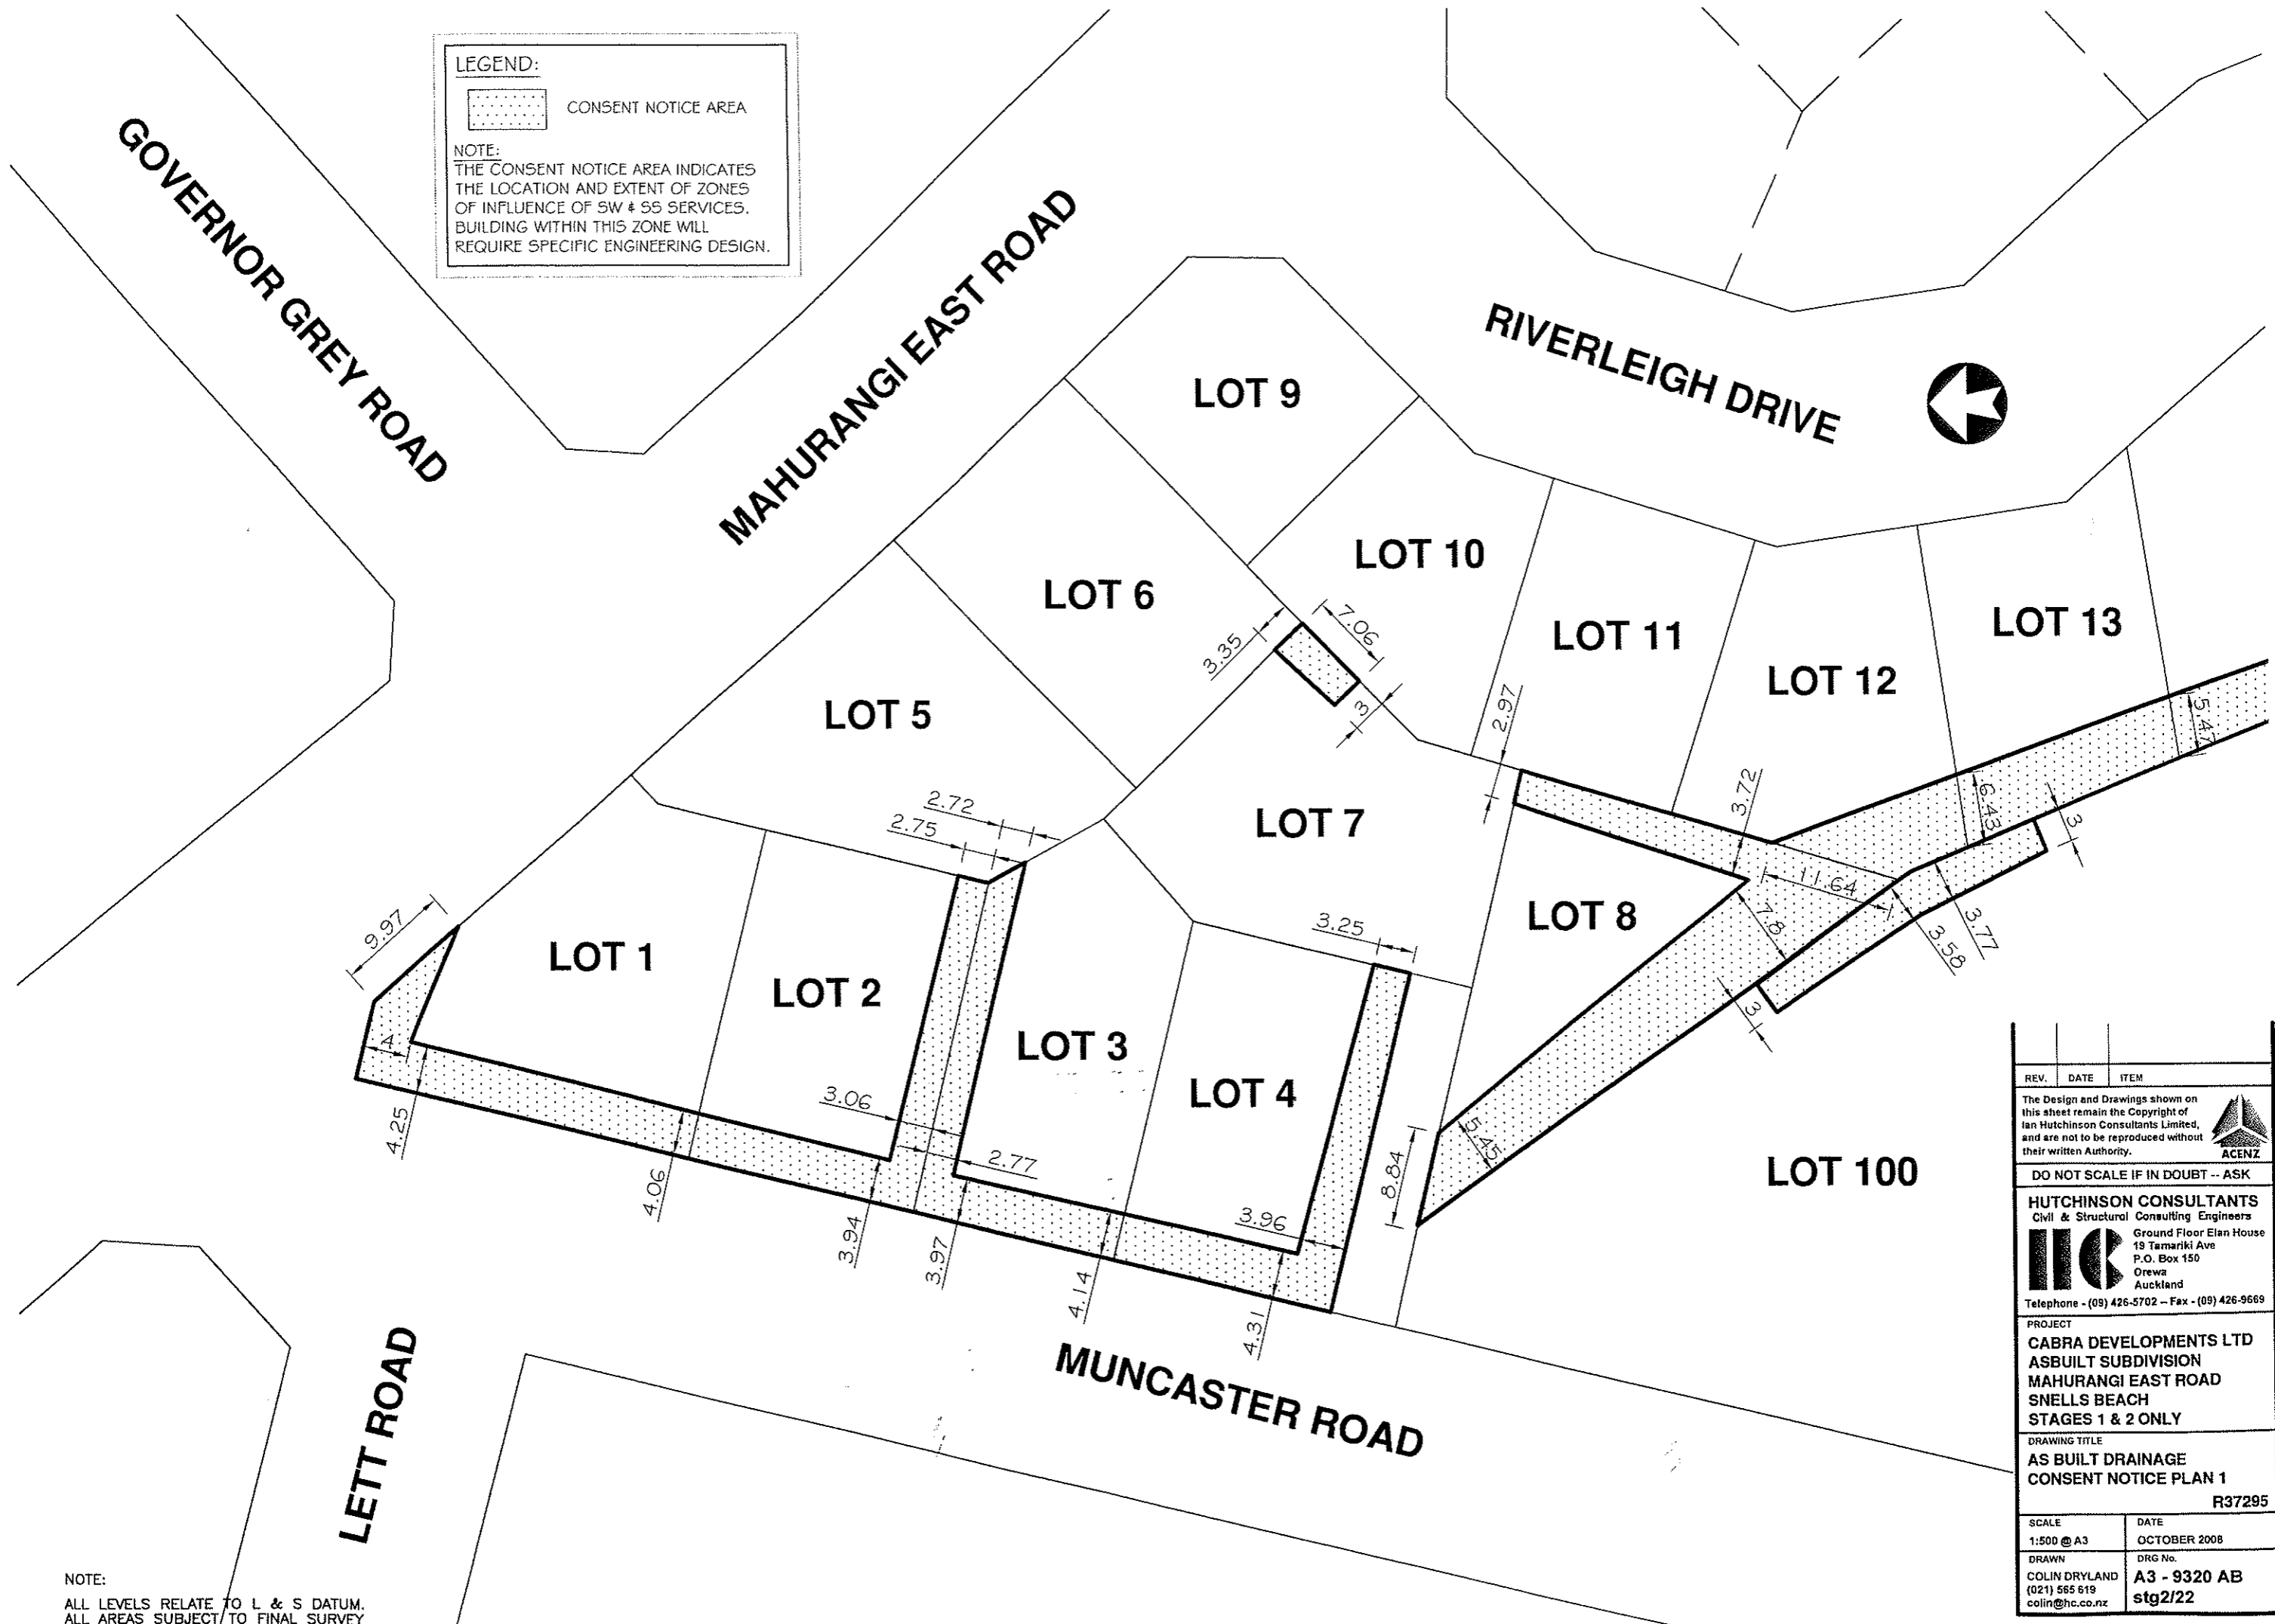 LEGEND:
CONSENT NOTICE AREA
NOTE:
THE CONSENT NOTICE AREA INDICATES
THE LOCATION AND EXTENT OF ZONES
OF INFLUENCE OF SW & SS SERVICES.
BUILDING WITHIN THIS ZONE WILL
REQUIRE SPECIFIC ENGINEERING DESIGN.
GOVERNOR GREY ROAD
MAHURANGI EAST ROAD
RIVERLEIGH DRIVE
LOT 9
LOT 10
LOT 6
LOT 11
LOT 13
LOT 12
LOT 5
LOT 7
LOT 8
LOT 1
LOT 2
LOT 3
LOT 4
LOT 100
7.06
3.35
3
2.97
3.72
5.47
6.43
3
11.64
7.8
3.77
3.58
3
2.72
2.75
3.25
9.97
4
4.25
4.06
3.06
2.77
3.94
3.97
4.14
3.96
4.31
8.84
5.45
MUNCASTER ROAD
LETT ROAD
NOTE:
ALL LEVELS RELATE TO L & S DATUM.
ALL AREAS SUBJECT TO FINAL SURVEY
REV. DATE ITEM
The Design and Drawings shown on
this sheet remain the Copyright of
Ian Hutchinson Consultants Limited,
and are not to be reproduced without
their written Authority.
ACENZ
DO NOT SCALE IF IN DOUBT -- ASK
HUTCHINSON CONSULTANTS
Civil & Structural Consulting Engineers
Ground Floor Elan House
19 Tamariki Ave
P.O. Box 150
Orewa
Auckland
Telephone - (09) 426-5702 -- Fax - (09) 426-9669
PROJECT
CABRA DEVELOPMENTS LTD
ASBUILT SUBDIVISION
MAHURANGI EAST ROAD
SNELLS BEACH
STAGES 1 & 2 ONLY
DRAWING TITLE
AS BUILT DRAINAGE
CONSENT NOTICE PLAN 1
R37295
SCALE DATE
1:500 @ A3 OCTOBER 2008
DRAWN DRG No.
COLIN DRYLAND A3 - 9320 AB
(021) 565 619
colin@hc.co.nz stg2/22